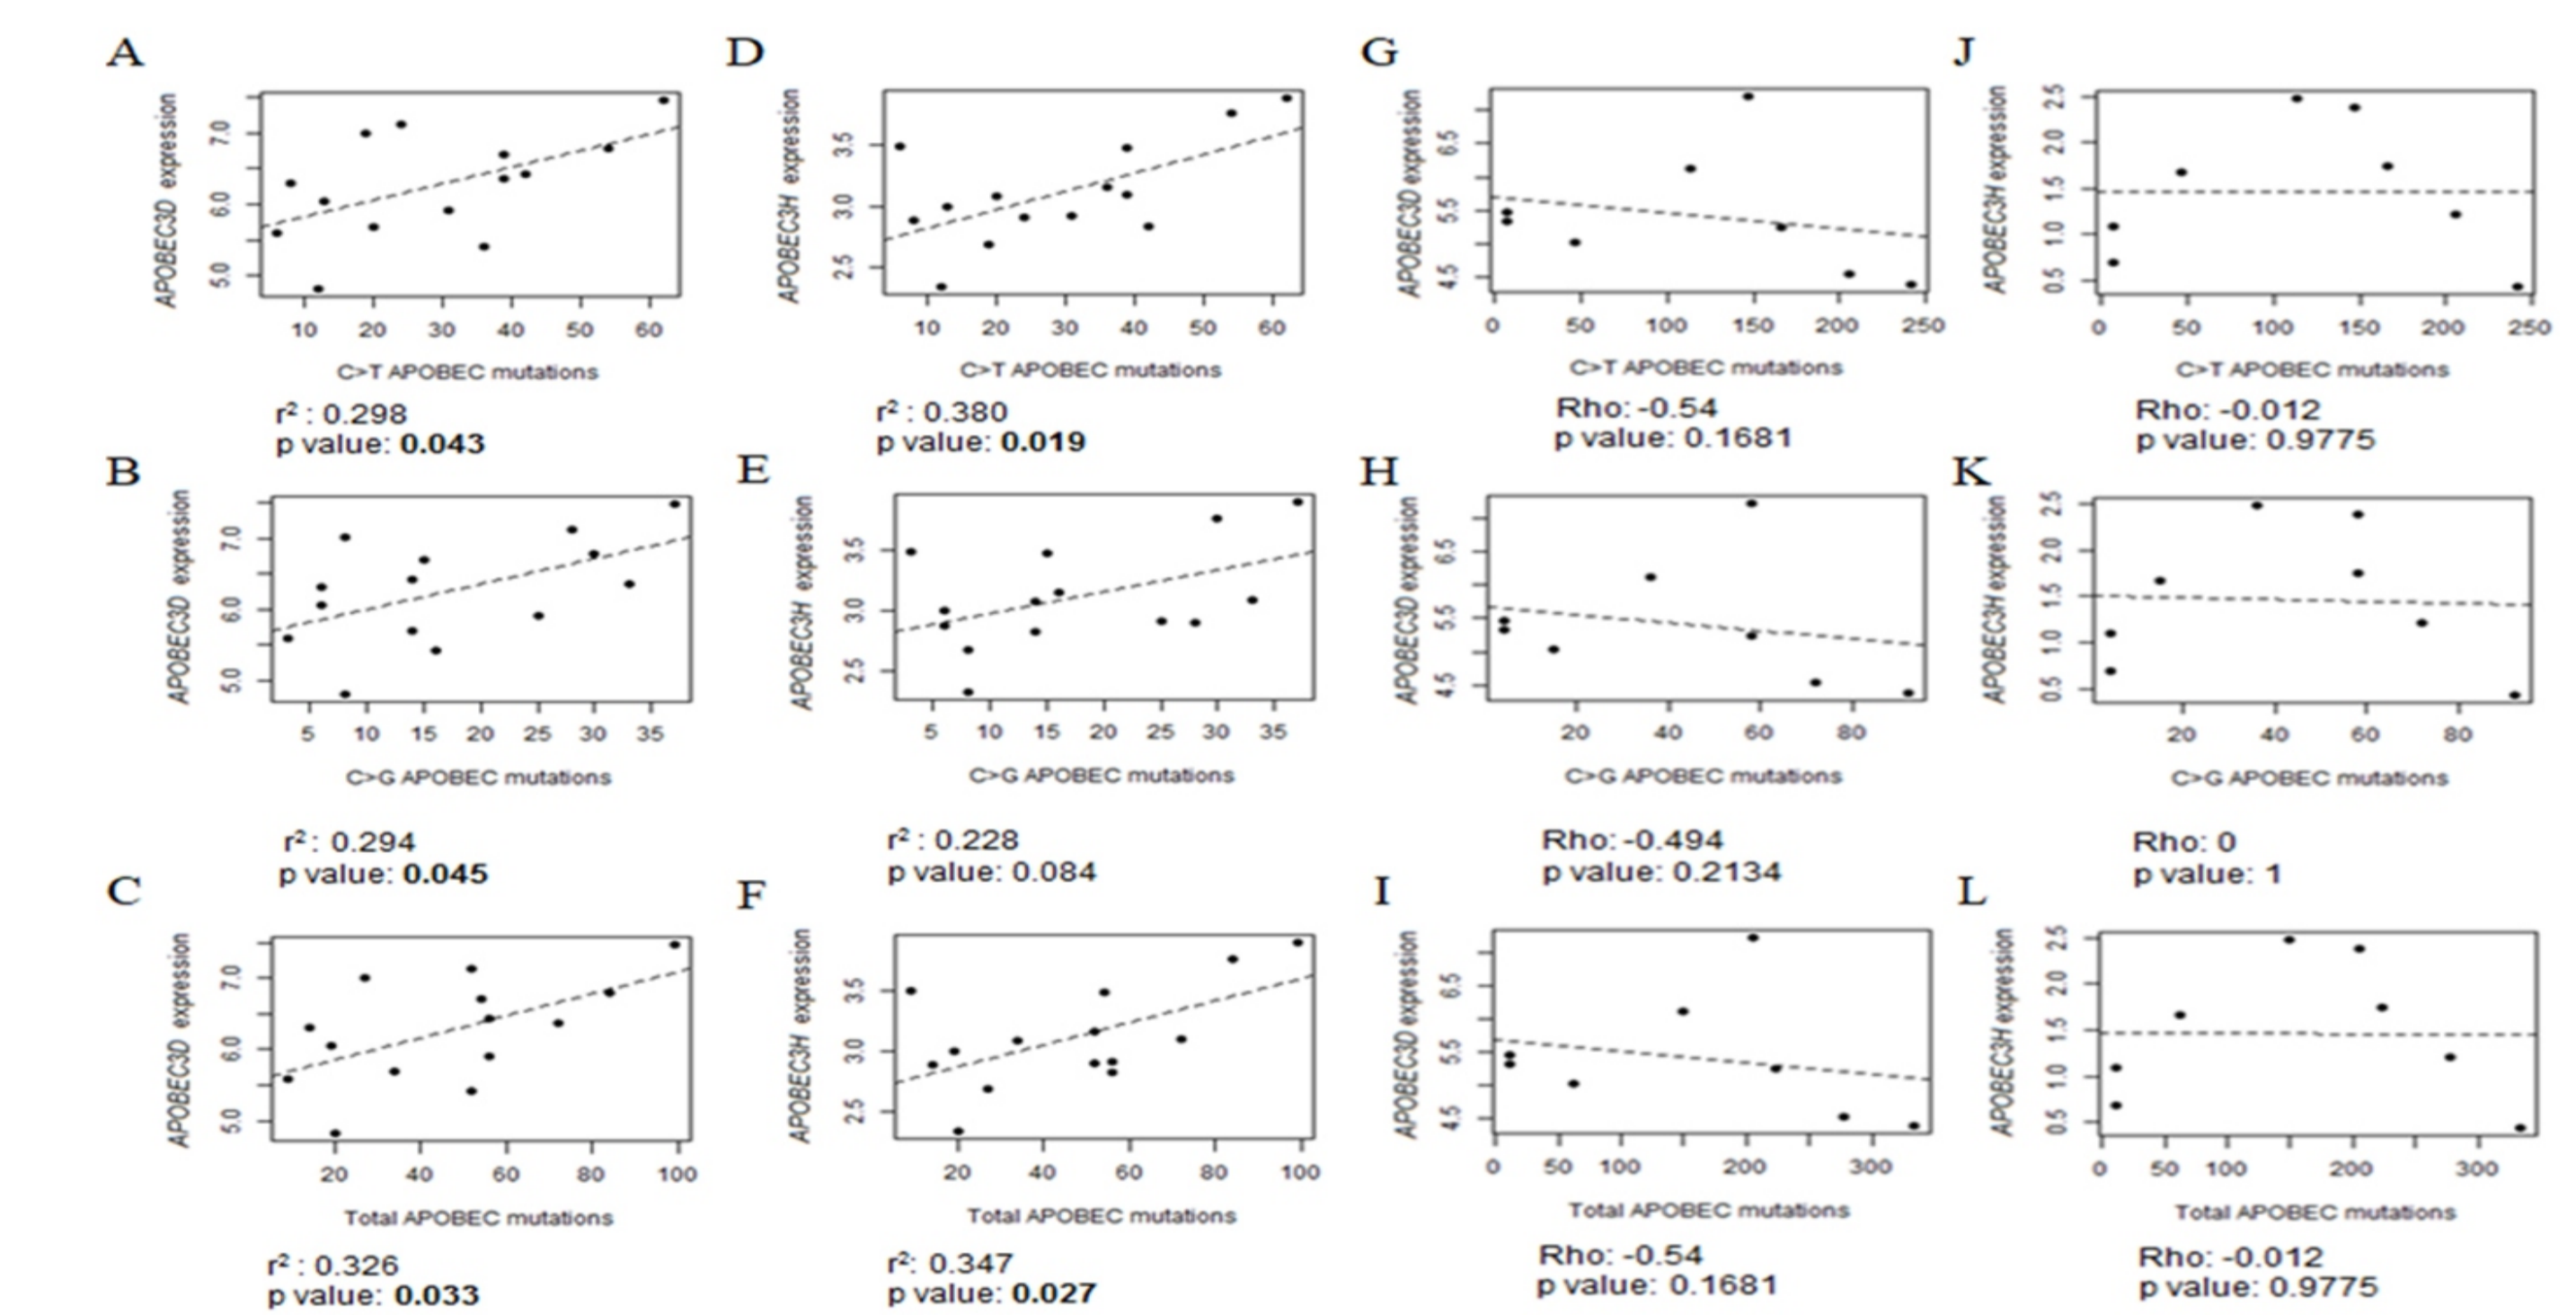 A
APOBEC3D expression
7.0
6.0
5.0
10 20 30 40 50 60
C>T APOBEC mutations
r² : 0.298
p value: 0.043
D
APOBEC3H expression
3.5
3.0
2.5
10 20 30 40 50 60
C>T APOBEC mutations
r² : 0.380
p value: 0.019
G
APOBEC3D expression
6.5
5.5
4.5
0 50 100 150 200 250
C>T APOBEC mutations
Rho: -0.54
p value: 0.1681
J
APOBEC3H expression
2.5
2.0
1.5
1.0
0.5
0 50 100 150 200 250
C>T APOBEC mutations
Rho: -0.012
p value: 0.9775
B
APOBEC3D expression
7.0
6.0
5.0
5 10 15 20 25 30 35
C>G APOBEC mutations
r² : 0.294
p value: 0.045
E
APOBEC3H expression
3.5
3.0
2.5
5 10 15 20 25 30 35
C>G APOBEC mutations
r² : 0.228
p value: 0.084
H
APOBEC3D expression
6.5
5.5
4.5
20 40 60 80
C>G APOBEC mutations
Rho: -0.494
p value: 0.2134
K
APOBEC3H expression
2.5
2.0
1.5
1.0
0.5
20 40 60 80
C>G APOBEC mutations
Rho: 0
p value: 1
C
APOBEC3D expression
7.0
6.0
5.0
20 40 60 80 100
Total APOBEC mutations
r² : 0.326
p value: 0.033
F
APOBEC3H expression
3.5
3.0
2.5
20 40 60 80 100
Total APOBEC mutations
r²: 0.347
p value: 0.027
I
APOBEC3D expression
6.5
5.5
4.5
0 50 100 200 300
Total APOBEC mutations
Rho: -0.54
p value: 0.1681
L
APOBEC3H expression
2.5
2.0
1.5
1.0
0.5
0 50 100 200 300
Total APOBEC mutations
Rho: -0.012
p value: 0.9775